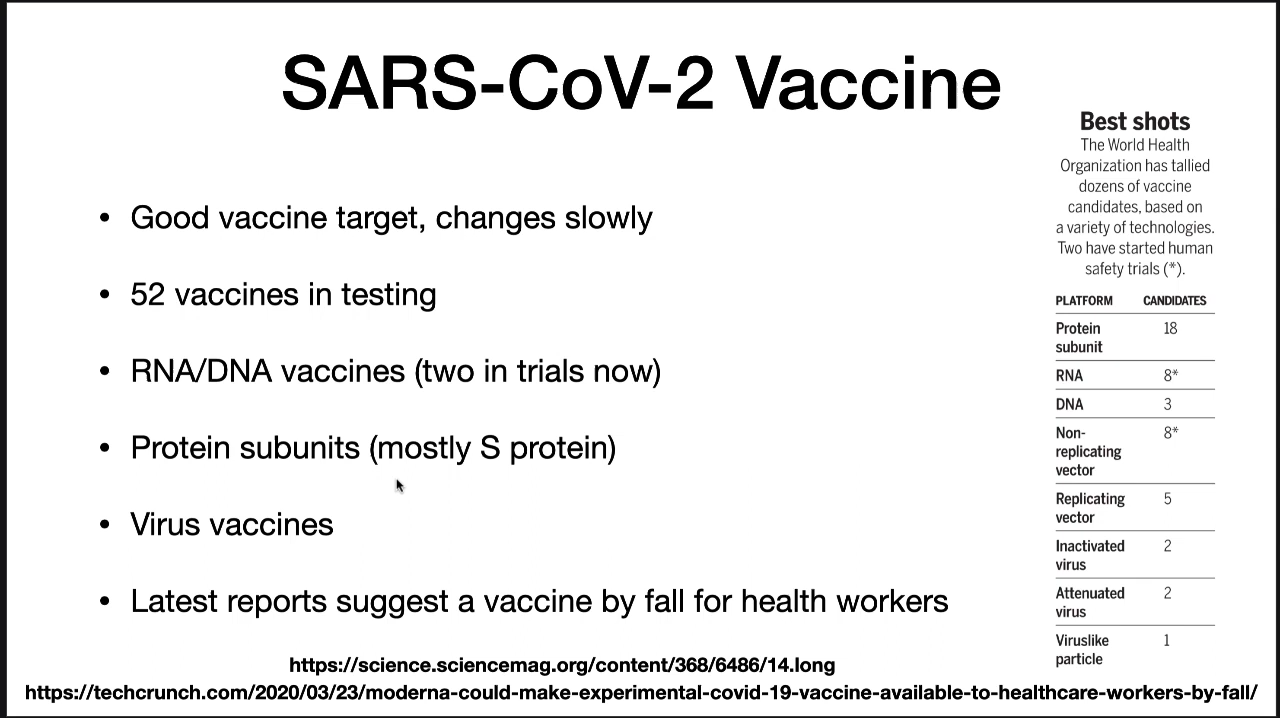 SARS-CoV-2 Vaccine
• Good vaccine target, changes slowly
• 52 vaccines in testing
• RNA/DNA vaccines (two in trials now)
• Protein subunits (mostly S protein)
• Virus vaccines
• Latest reports suggest a vaccine by fall for health workers
Best shots
The World Health
Organization has tallied
dozens of vaccine
candidates, based on
a variety of technologies.
Two have started human
safety trials (*).
PLATFORM CANDIDATES
Protein 18
subunit
RNA 8*
DNA 3
Non- 8*
replicating
vector
Replicating 5
vector
Inactivated 2
virus
Attenuated 2
virus
Viruslike 1
particle
https://science.sciencemag.org/content/368/6486/14.long
https://techcrunch.com/2020/03/23/moderna-could-make-experimental-covid-19-vaccine-available-to-healthcare-workers-by-fall/